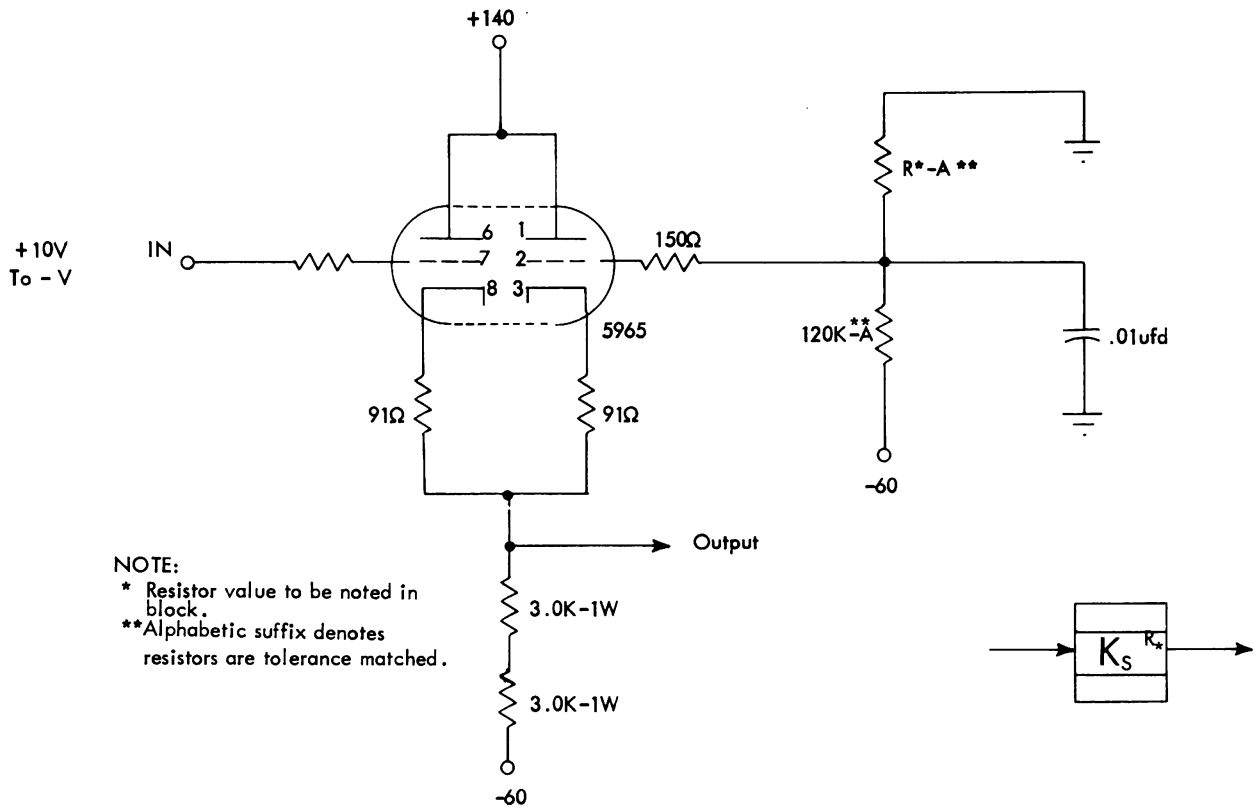 +140
R*-A **
150Ω
+10V
To - V
IN
6 1
7 2
8 3
5965
120K-A**
.01ufd
91Ω
91Ω
-60
Output
NOTE:
* Resistor value to be noted in
block.
**Alphabetic suffix denotes
resistors are tolerance matched.
3.0K-1W
Ks R*
3.0K-1W
-60